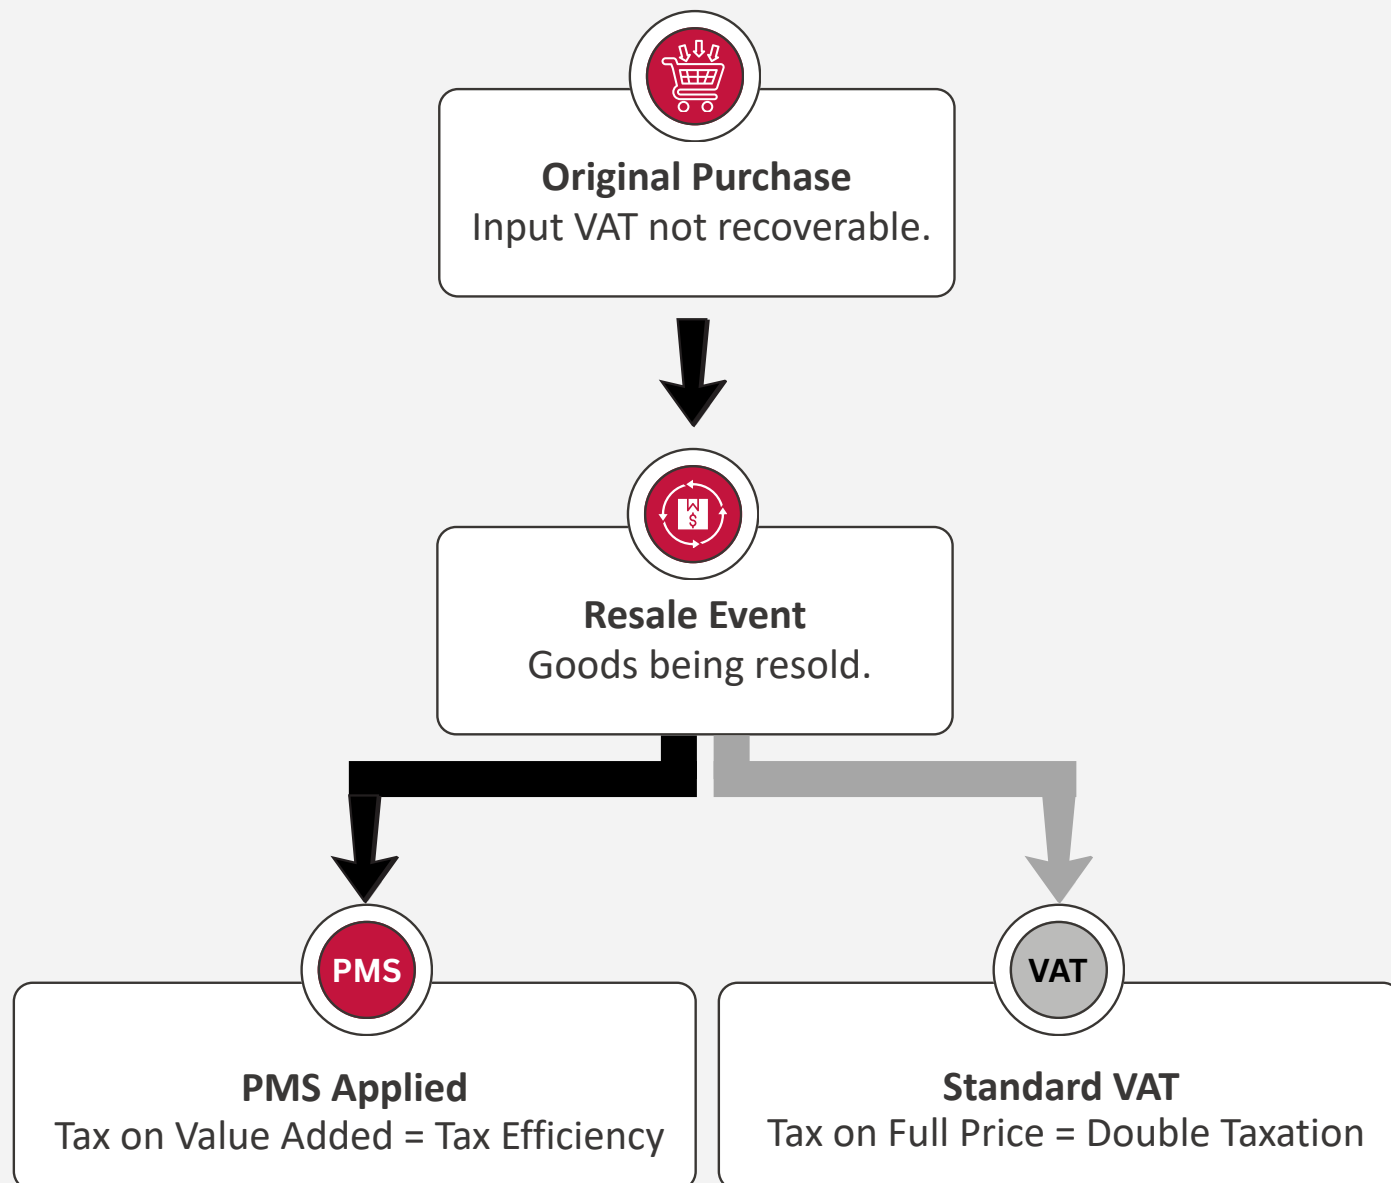 Original Purchase
Input VAT not recoverable.
$
Resale Event
Goods being resold.
PMS
VAT
PMS Applied
Tax on Value Added = Tax Efficiency
Standard VAT
Tax on Full Price = Double Taxation